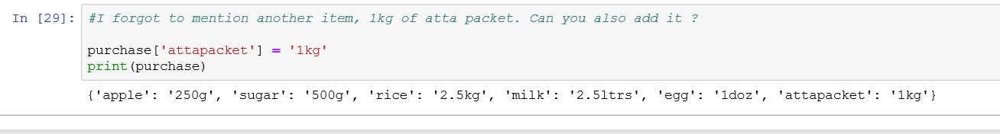 In [29]: #I forgot to mention another item, 1kg of atta packet. Can you also add it ?
purchase['attapacket'] = '1kg'
print(purchase)
{'apple': '250g', 'sugar': '500g', 'rice': '2.5kg', 'milk': '2.5ltrs', 'egg': '1doz', 'attapacket': '1kg'}